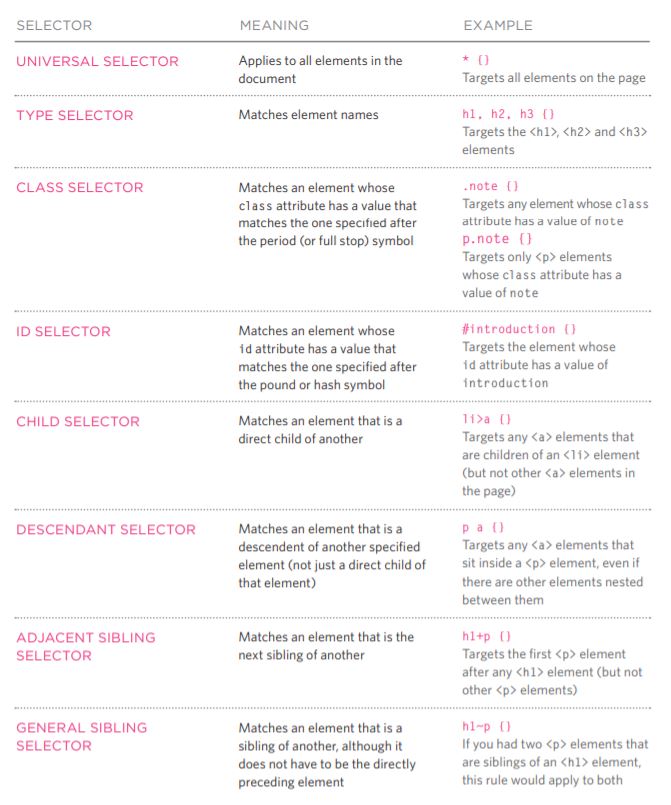 SELECTOR MEANING EXAMPLE
UNIVERSAL SELECTOR
Applies to all elements in the
document
* {}
Targets all elements on the page
TYPE SELECTOR
Matches element names
h1, h2, h3 {}
Targets the <h1>, <h2> and <h3>
elements
CLASS SELECTOR
Matches an element whose
class attribute has a value that
matches the one specified after
the period (or full stop) symbol
.note {}
Targets any element whose class
attribute has a value of note
p.note {}
Targets only <p> elements
whose class attribute has a
value of note
ID SELECTOR
Matches an element whose
id attribute has a value that
matches the one specified after
the pound or hash symbol
#introduction {}
Targets the element whose
id attribute has a value of
introduction
CHILD SELECTOR
Matches an element that is a
direct child of another
li>a {}
Targets any <a> elements that
are children of an <li> element
(but not other <a> elements in
the page)
DESCENDANT SELECTOR
Matches an element that is a
descendent of another specified
element (not just a direct child of
that element)
p a {}
Targets any <a> elements that
sit inside a <p> element, even if
there are other elements nested
between them
ADJACENT SIBLING
SELECTOR
Matches an element that is the
next sibling of another
h1+p {}
Targets the first <p> element
after any <h1> element (but not
other <p> elements)
GENERAL SIBLING
SELECTOR
Matches an element that is a
sibling of another, although it
does not have to be the directly
preceding element
h1~p {}
If you had two <p> elements that
are siblings of an <h1> element,
this rule would apply to both